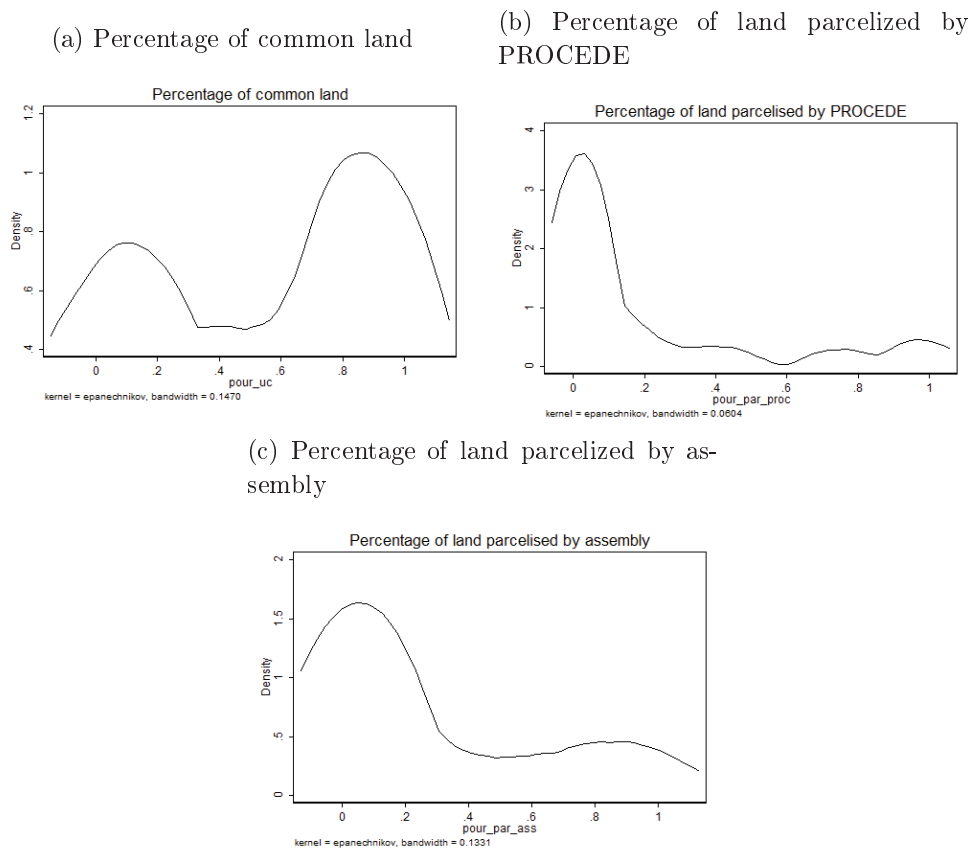 (a) Percentage of common land
Percentage of common land
1.2
1
.8
.6
.4
Density
0
.2
.4
.6
.8
1
pour_uc
kernel = epanechnikov, bandwidth = 0.1470
(b) Percentage of land parcelized by
PROCEDE
Percentage of land parcelised by PROCEDE
4
3
2
1
0
Density
0
.2
.4
.6
.8
1
pour_par_proc
kernel = epanechnikov, bandwidth = 0.0604
(c) Percentage of land parcelized by as-
sembly
Percentage of land parcelised by assembly
2
1.5
1
.5
0
Density
0
.2
.4
.6
.8
1
pour_par_ass
kernel = epanechnikov, bandwidth = 0.1331